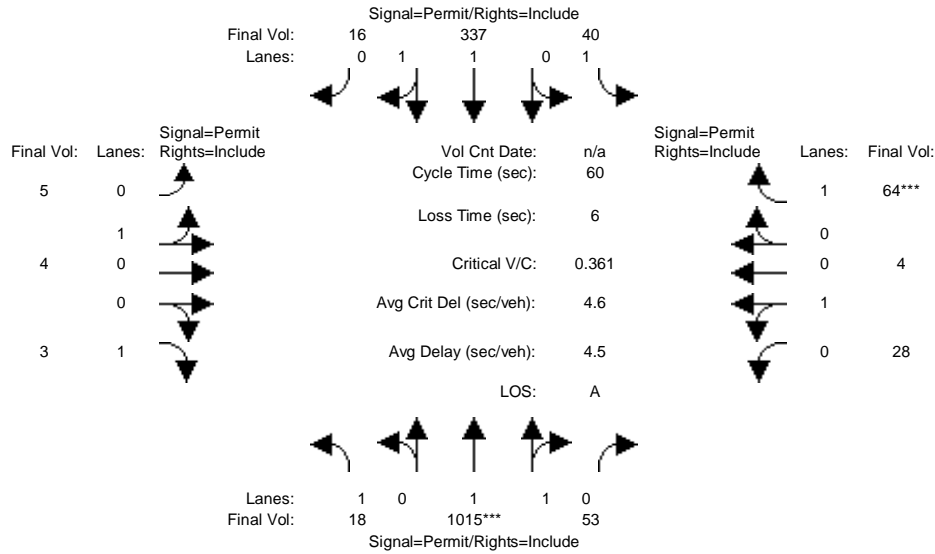 Signal=Permit/Rights=Include
Final Vol: 16 337 40
Lanes: 0 1 1 0 1
Signal=Permit
Final Vol: Lanes: Rights=Include
Vol Cnt Date: n/a
Signal=Permit
Rights=Include Lanes: Final Vol:
Cycle Time (sec): 60
5 0
1 64***
Loss Time (sec): 6
1
0
4 0
Critical V/C: 0.361
0 4
0
Avg Crit Del (sec/veh): 4.6
1
3 1
Avg Delay (sec/veh): 4.5
0 28
LOS: A
Lanes: 1 0 1 1 0
Final Vol: 18 1015*** 53
Signal=Permit/Rights=Include